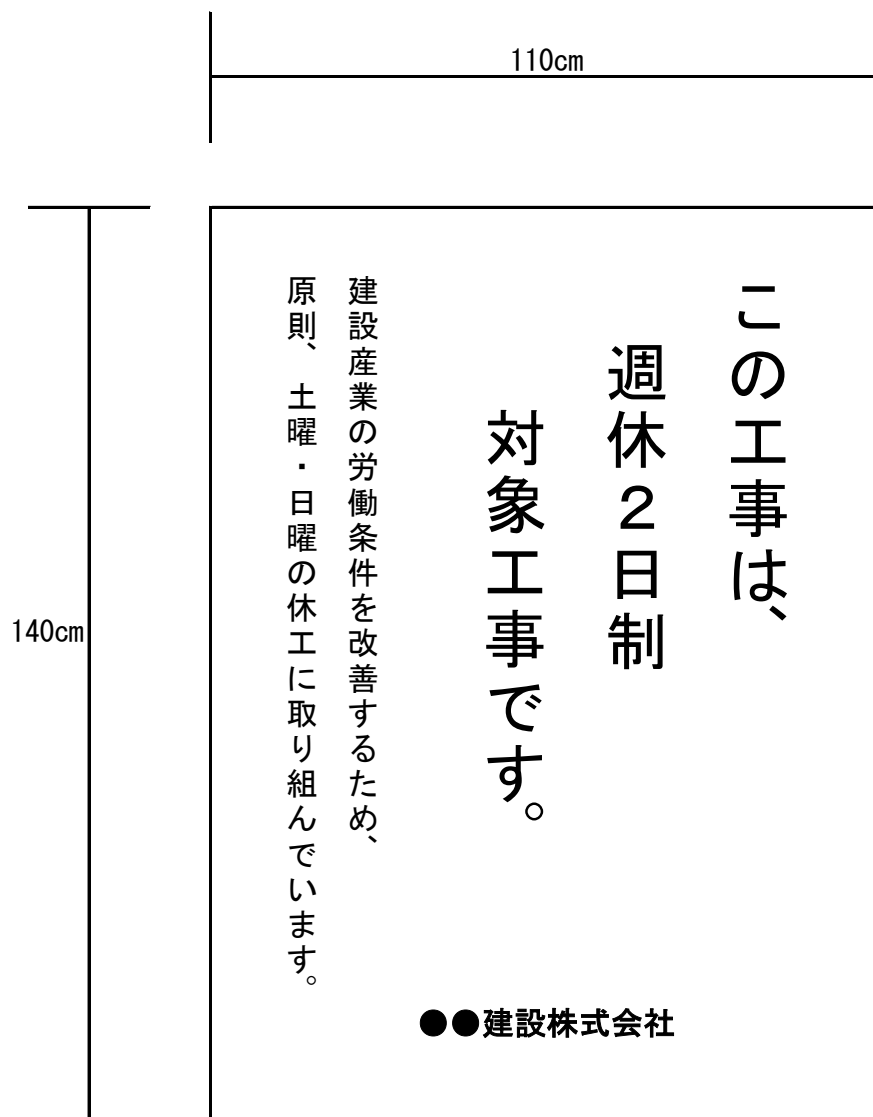 110cm
140cm
この工事は、
週休２日制
対象工事です。
建設産業の労働条件を改善するため、
原則、土曜・日曜の休工に取り組んでいます。
●●建設株式会社